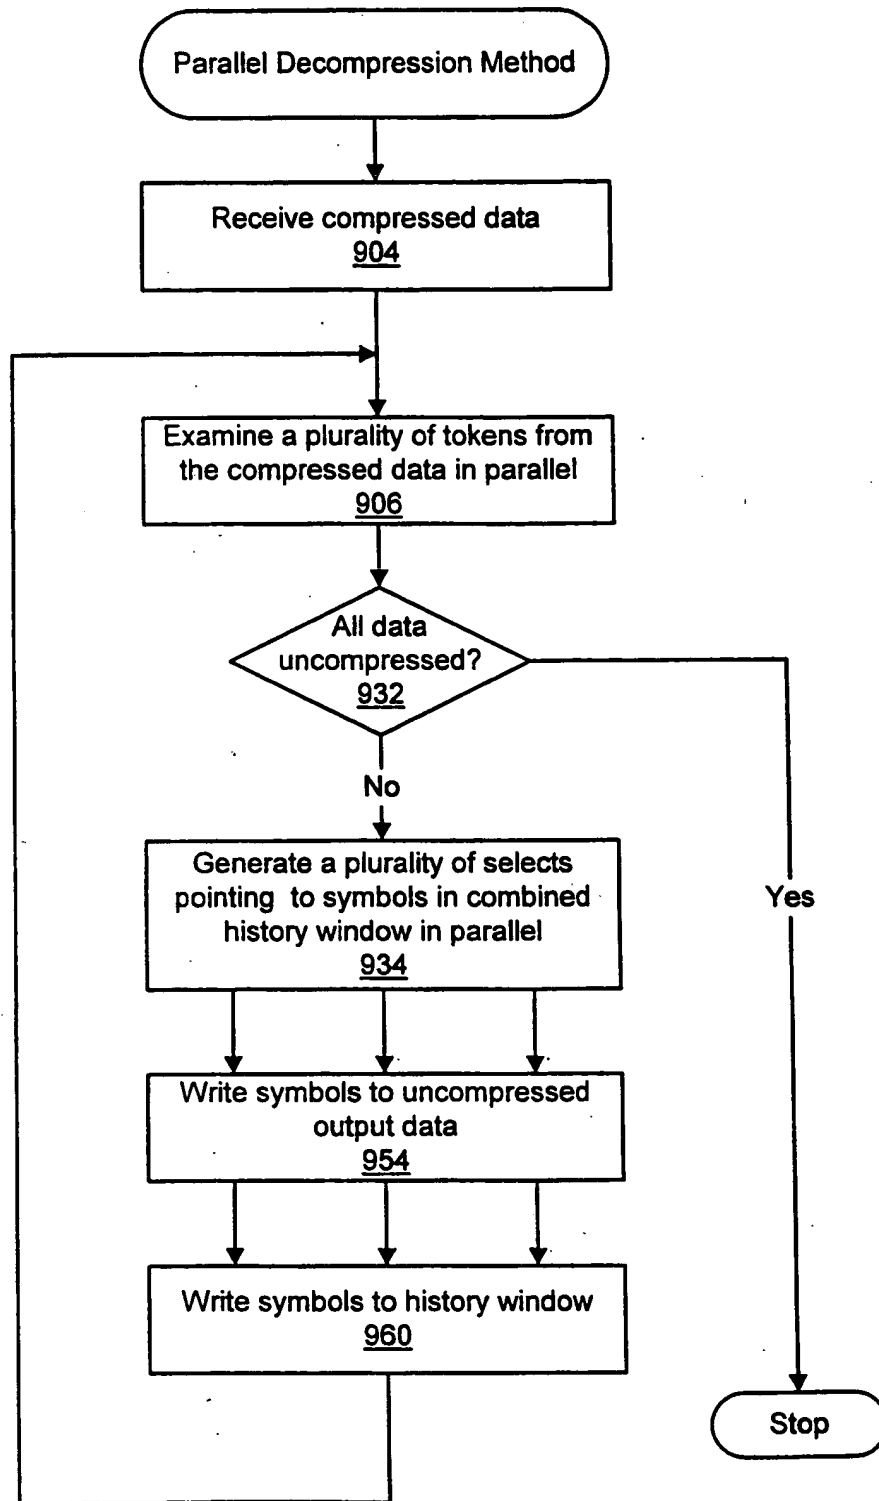 Parallel Decompression Method
Receive compressed data
904
Examine a plurality of tokens from
the compressed data in parallel
906
All data
uncompressed?
932
No
Yes
Generate a plurality of selects
pointing to symbols in combined
history window in parallel
934
Write symbols to uncompressed
output data
954
Write symbols to history window
960
Stop